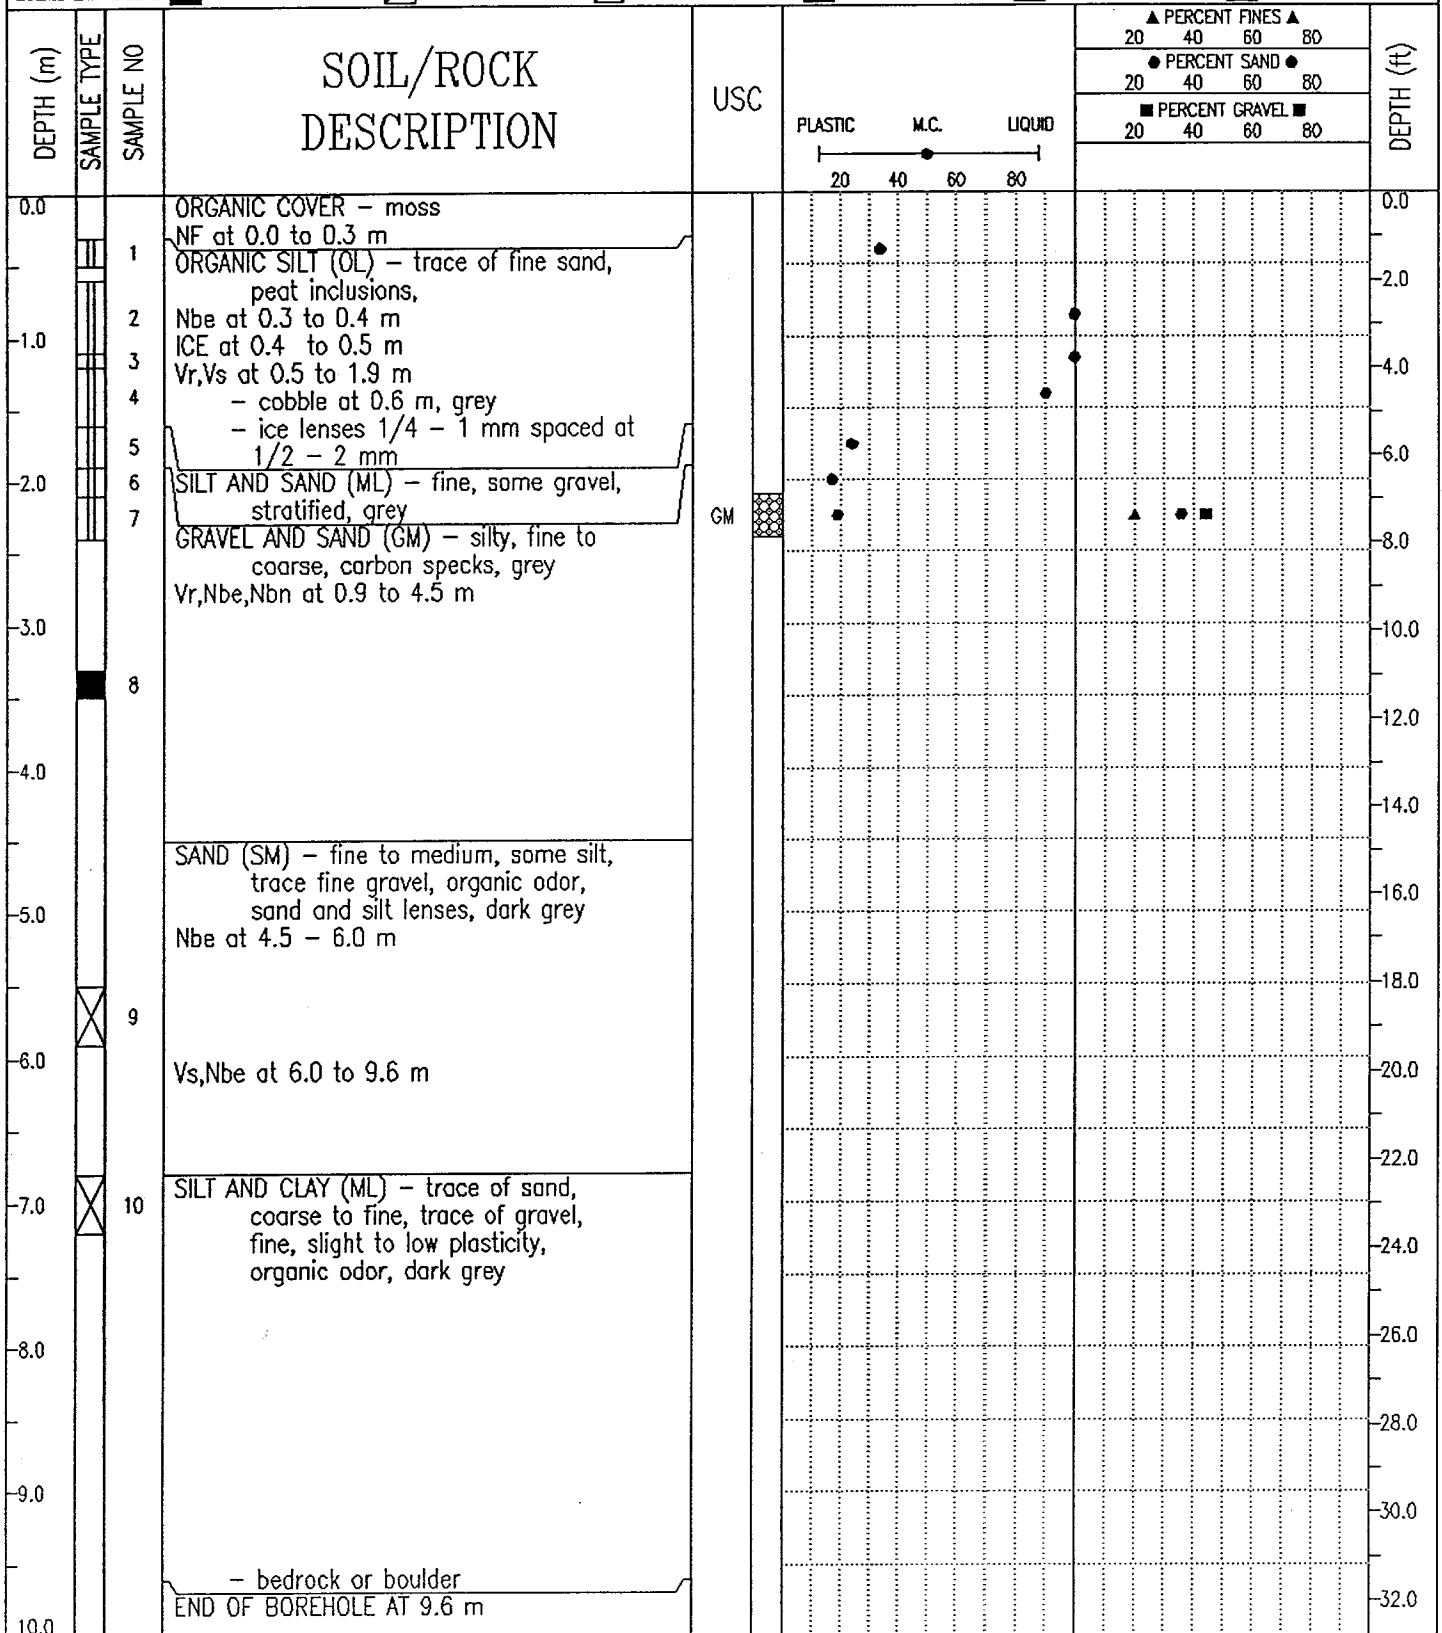 ▲ PERCENT FINES ▲
20 40 60 80
● PERCENT SAND ●
20 40 60 80
■ PERCENT GRAVEL ■
20 40 60 80
DEPTH (m)
SAMPLE TYPE
SAMPLE NO
SOIL/ROCK
DESCRIPTION
USC
PLASTIC M.C. LIQUID
20 40 60 80
DEPTH (ft)
0.0
ORGANIC COVER – moss
0.0
NF at 0.0 to 0.3 m
1
ORGANIC SILT (OL) – trace of fine sand,
peat inclusions,
2.0
2
Nbe at 0.3 to 0.4 m
1.0
ICE at 0.4 to 0.5 m
3
4.0
Vr,Vs at 0.5 to 1.9 m
4
– cobble at 0.6 m, grey
– ice lenses 1/4 – 1 mm spaced at
5
1/2 – 2 mm
6.0
2.0
6
SILT AND SAND (ML) – fine, some gravel,
7
stratified, grey
GM
GRAVEL AND SAND (GM) – silty, fine to
8.0
coarse, carbon specks, grey
Vr,Nbe,Nbn at 0.9 to 4.5 m
3.0
10.0
8
12.0
4.0
14.0
SAND (SM) – fine to medium, some silt,
trace fine gravel, organic odor,
16.0
sand and silt lenses, dark grey
5.0
Nbe at 4.5 – 6.0 m
18.0
9
6.0
Vs,Nbe at 6.0 to 9.6 m
20.0
22.0
SILT AND CLAY (ML) – trace of sand,
7.0
10
coarse to fine, trace of gravel,
fine, slight to low plasticity,
24.0
organic odor, dark grey
26.0
8.0
28.0
9.0
30.0
– bedrock or boulder
32.0
END OF BOREHOLE AT 9.6 m
10.0